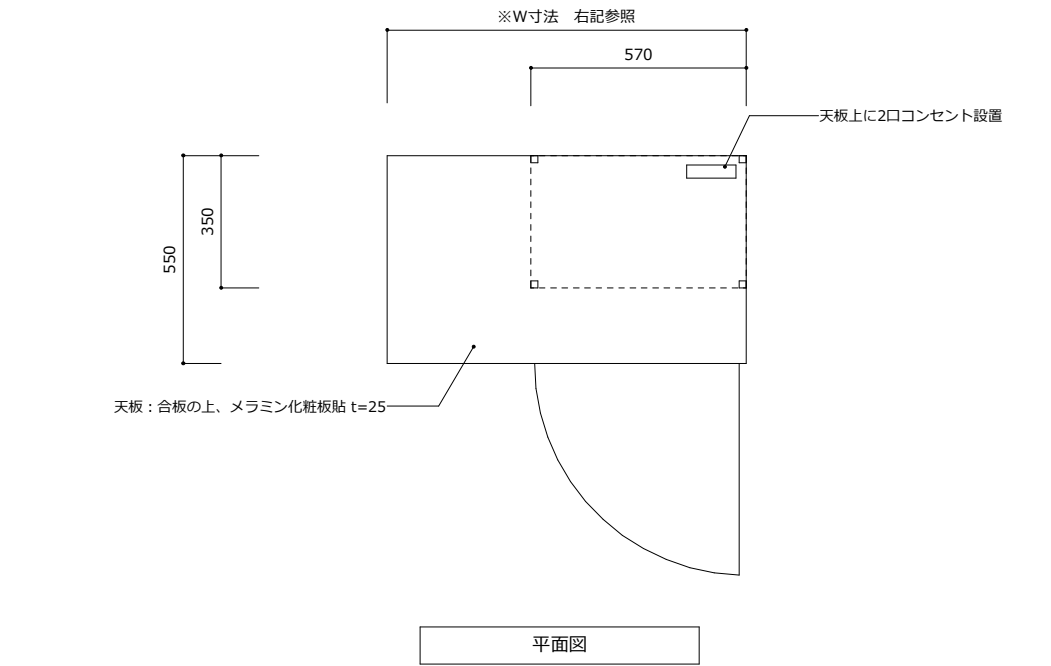 ※W寸法　右記参照
570
天板上に2口コンセント設置
350
550
天板：合板の上、メラミン化粧板貼 t=25
平面図